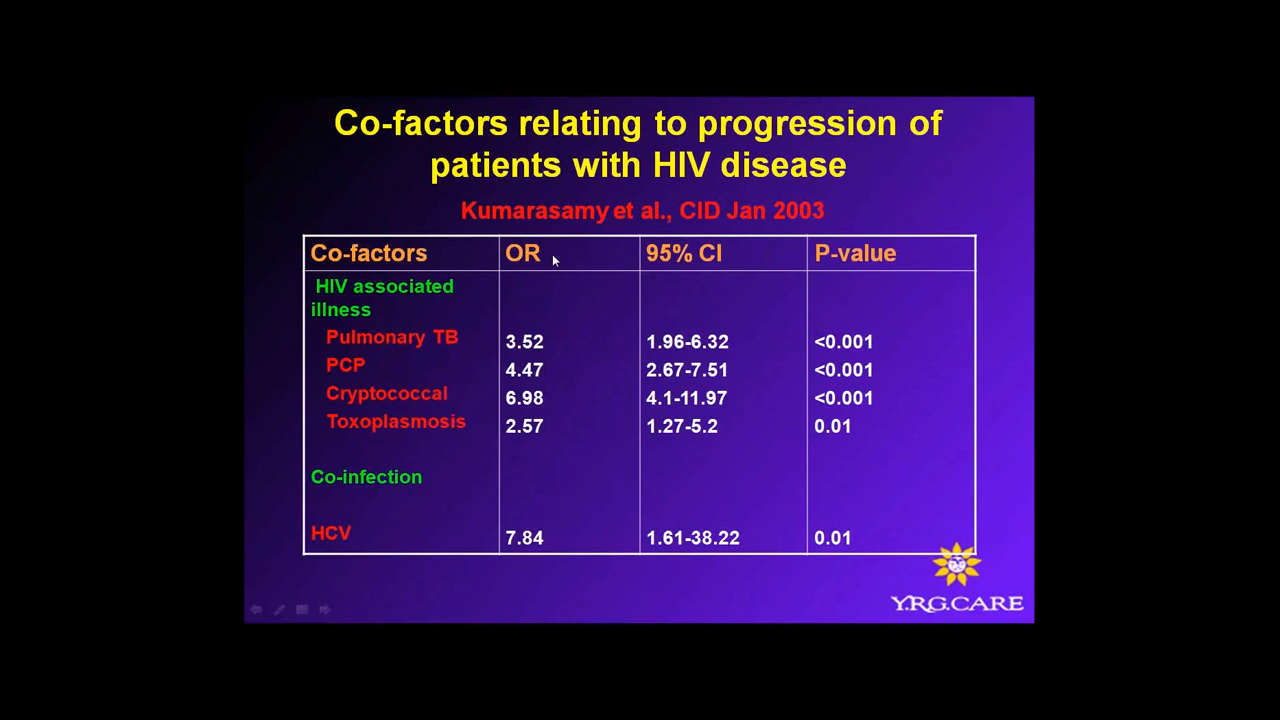 Co-factors relating to progression of
patients with HIV disease
Kumarasamy et al., CID Jan 2003
Co-factors OR 95% CI P-value
HIV associated
illness
Pulmonary TB 3.52 1.96-6.32 <0.001
PCP 4.47 2.67-7.51 <0.001
Cryptococcal 6.98 4.1-11.97 <0.001
Toxoplasmosis 2.57 1.27-5.2 0.01
Co-infection
HCV 7.84 1.61-38.22 0.01
Y.R.G.CARE